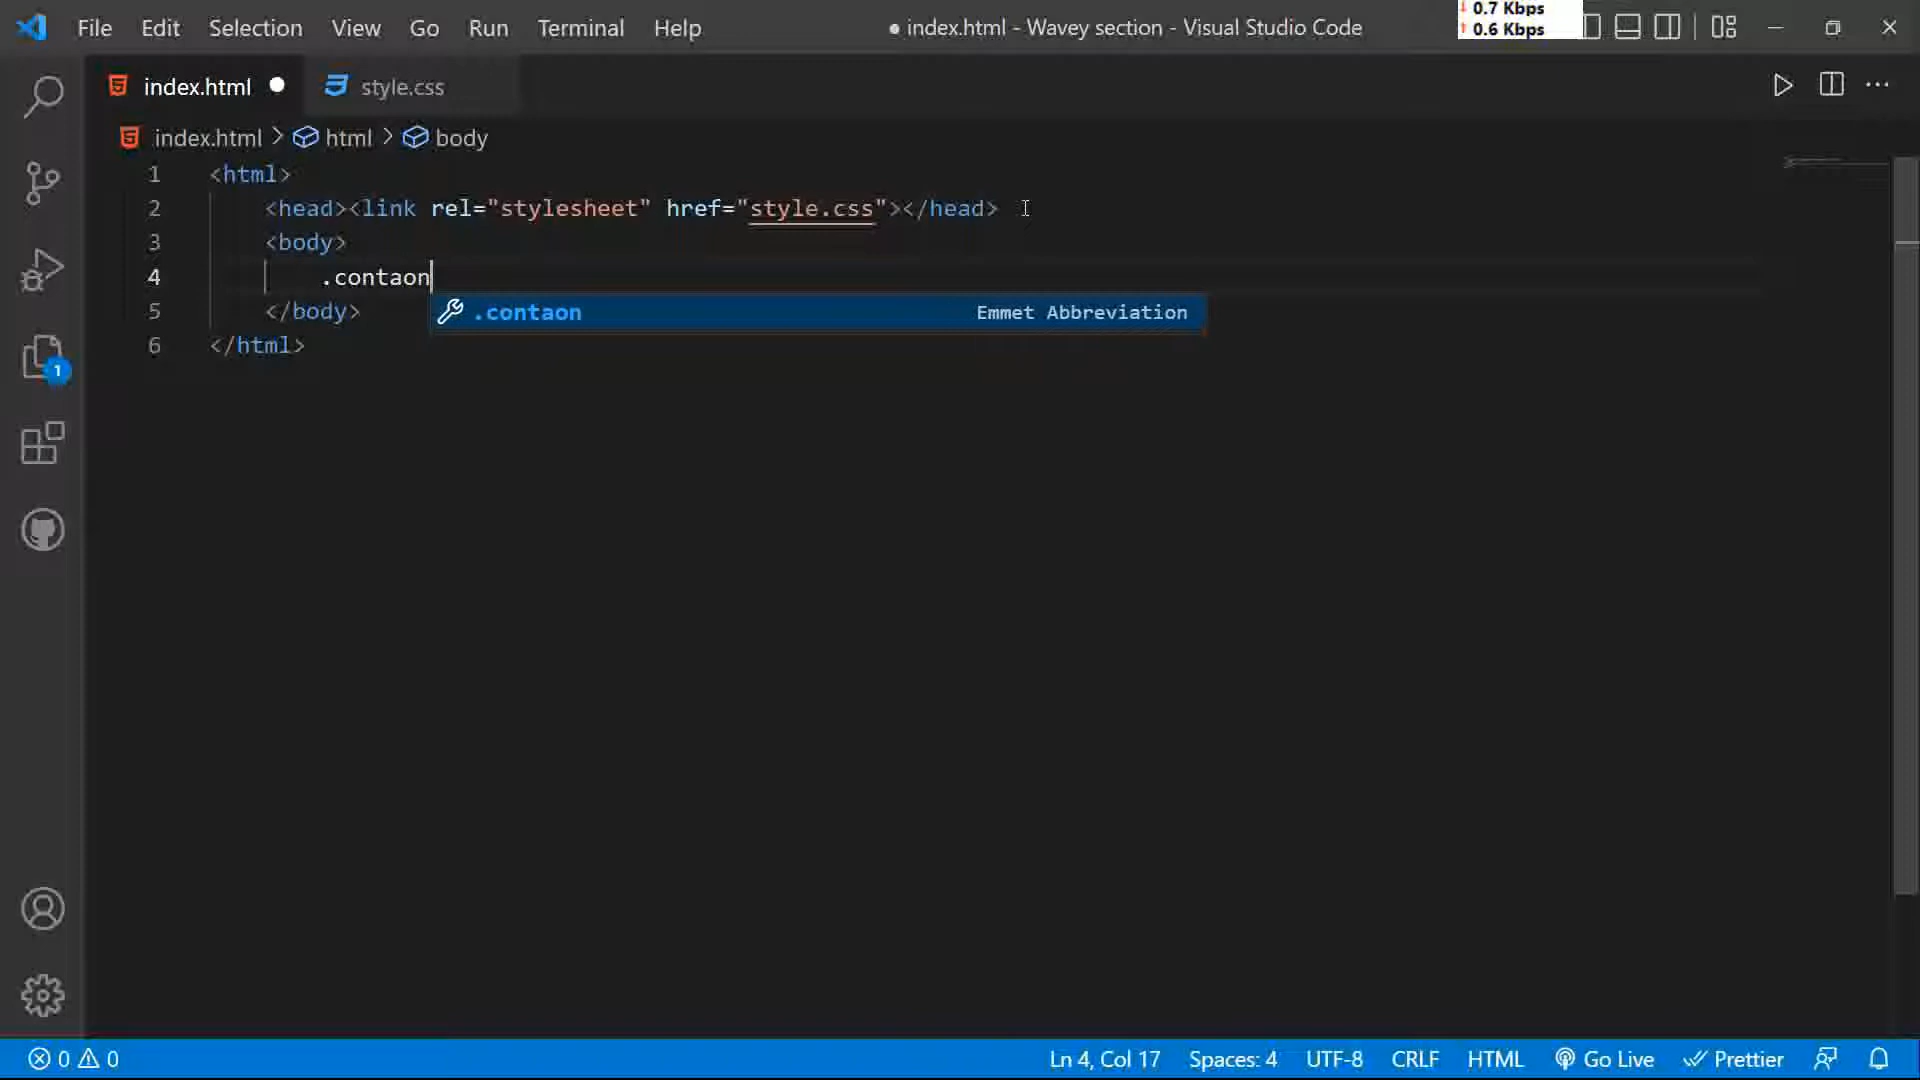 File Edit Selection View Go Run Terminal Help ● index.html - Wavey section - Visual Studio Code
0.7 Kbps
0.6 Kbps
index.html ● style.css
index.html > html > body
1 <html>
2 <head><link rel="stylesheet" href="style.css"></head>
3 <body>
4 .contaon
.contaon Emmet Abbreviation
5 </body>
6 </html>
1
0 0 Ln 4, Col 17 Spaces: 4 UTF-8 CRLF HTML Go Live Prettier